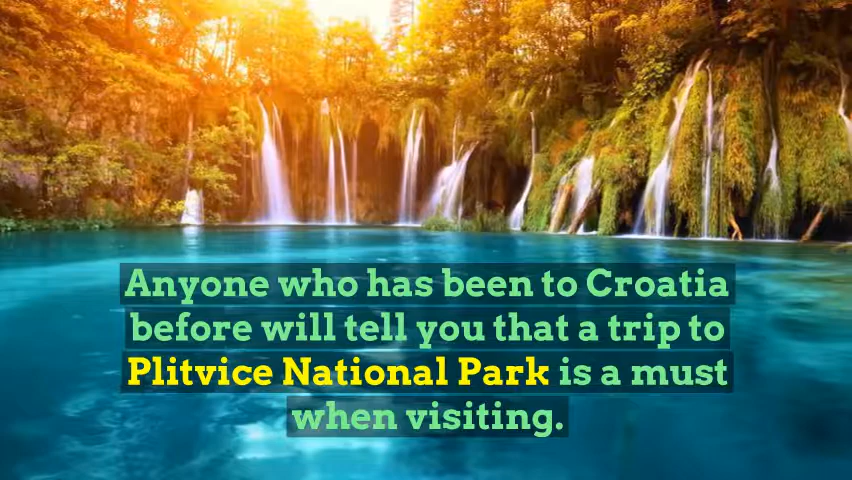 Anyone who has been to Croatia
before will tell you that a trip to
Plitvice National Park is a must
when visiting.